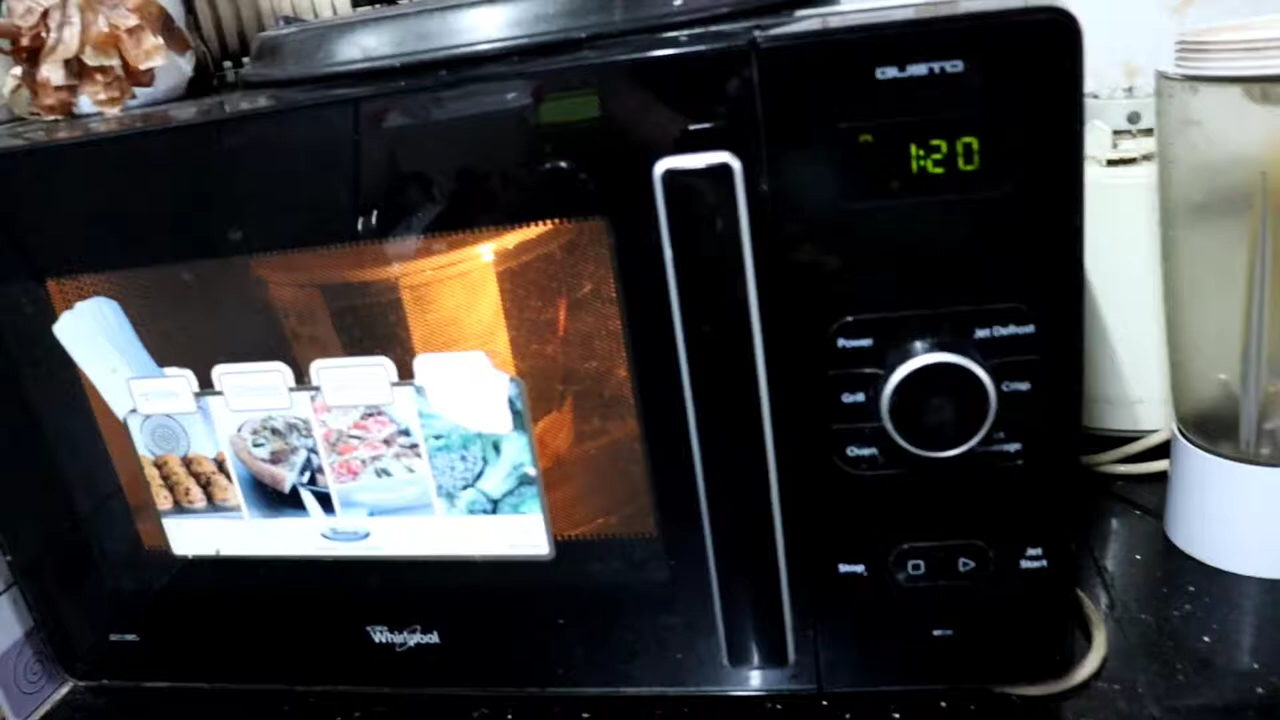 GUSTO
1:20
Power
Jet Defrost
Grill
Crisp
Oven
Stop
Jet
Start
Whirlpool